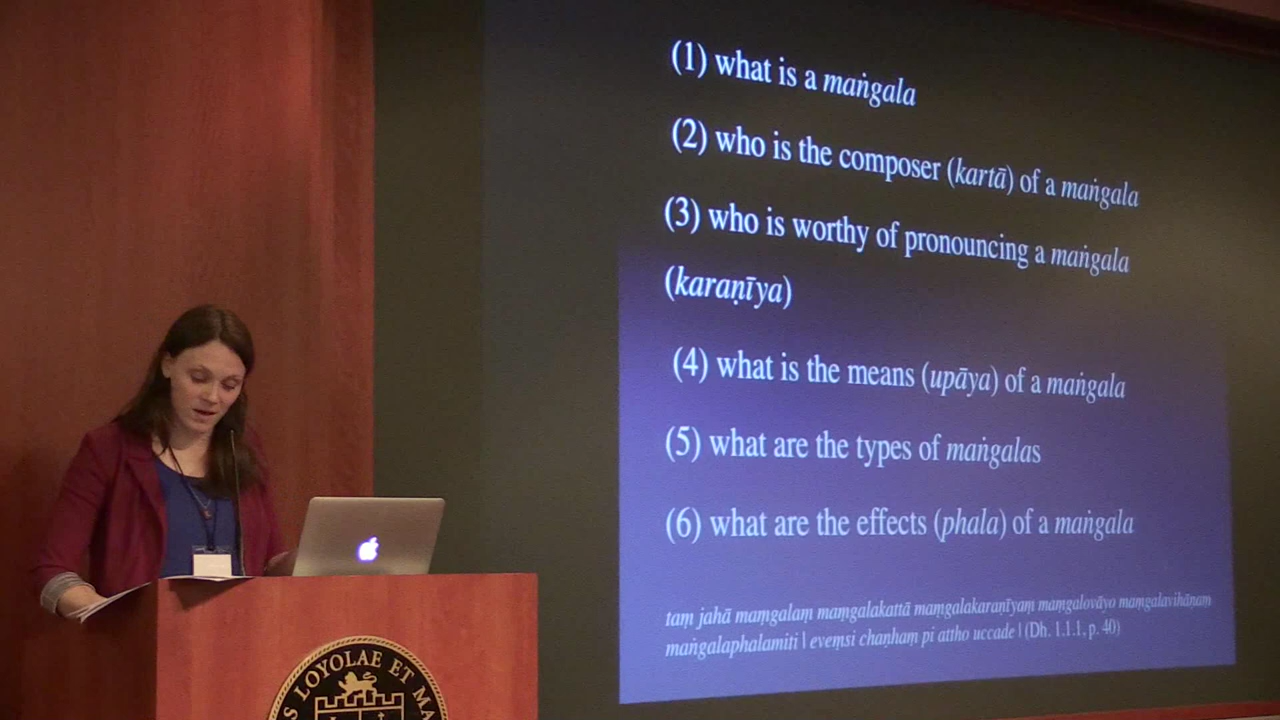 (1) what is a maṅgala
(2) who is the composer (kartā) of a maṅgala
(3) who is worthy of pronouncing a maṅgala
(karaṇīya)
(4) what is the means (upāya) of a maṅgala
(5) what are the types of maṅgalas
(6) what are the effects (phala) of a maṅgala
taṃ jahā maṃgalaṃ maṃgalakattā maṃgalakaraṇīyaṃ maṃgalovāyo maṃgalavihāṇaṃ
maṅgalaphalamiti | eveṃsi chaṇhaṃ pi attho uccade | (Dh. 1.1.1, p. 40)
S LOYOLAE ET MA